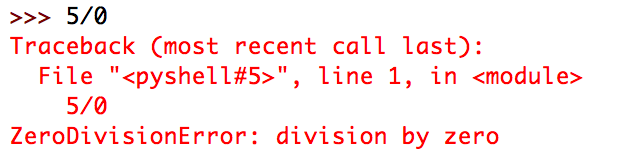 >>> 5/0
Traceback (most recent call last):
  File "<pyshell#5>", line 1, in <module>
    5/0
ZeroDivisionError: division by zero